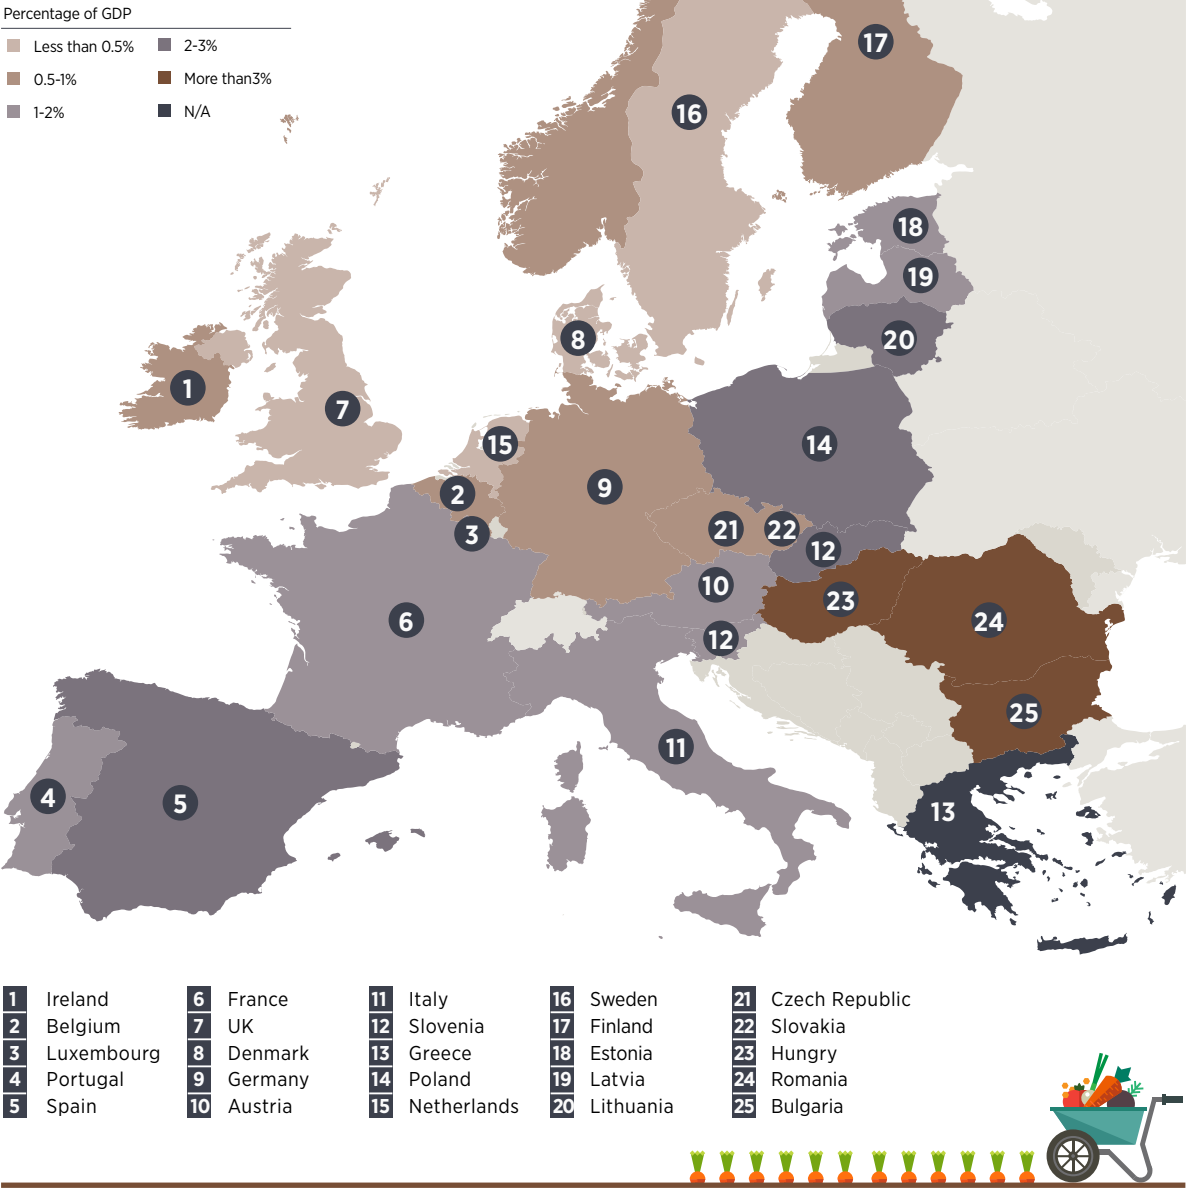 Percentage of GDP
Less than 0.5%
2-3%
0.5-1%
More than3%
1-2%
N/A
17
16
18
19
20
8
1
7
14
15
9
2
21
22
3
12
10
23
6
24
12
25
11
4
5
13
1 Ireland
2 Belgium
3 Luxembourg
4 Portugal
5 Spain
6 France
7 UK
8 Denmark
9 Germany
10 Austria
11 Italy
12 Slovenia
13 Greece
14 Poland
15 Netherlands
16 Sweden
17 Finland
18 Estonia
19 Latvia
20 Lithuania
21 Czech Republic
22 Slovakia
23 Hungry
24 Romania
25 Bulgaria